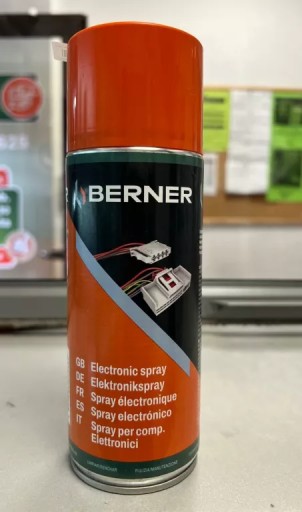 BERNER
GB Electronic spray
DE Elektronikspray
FR Spray électronique
ES Spray electrónico
IT Spray per comp.
Elettronici